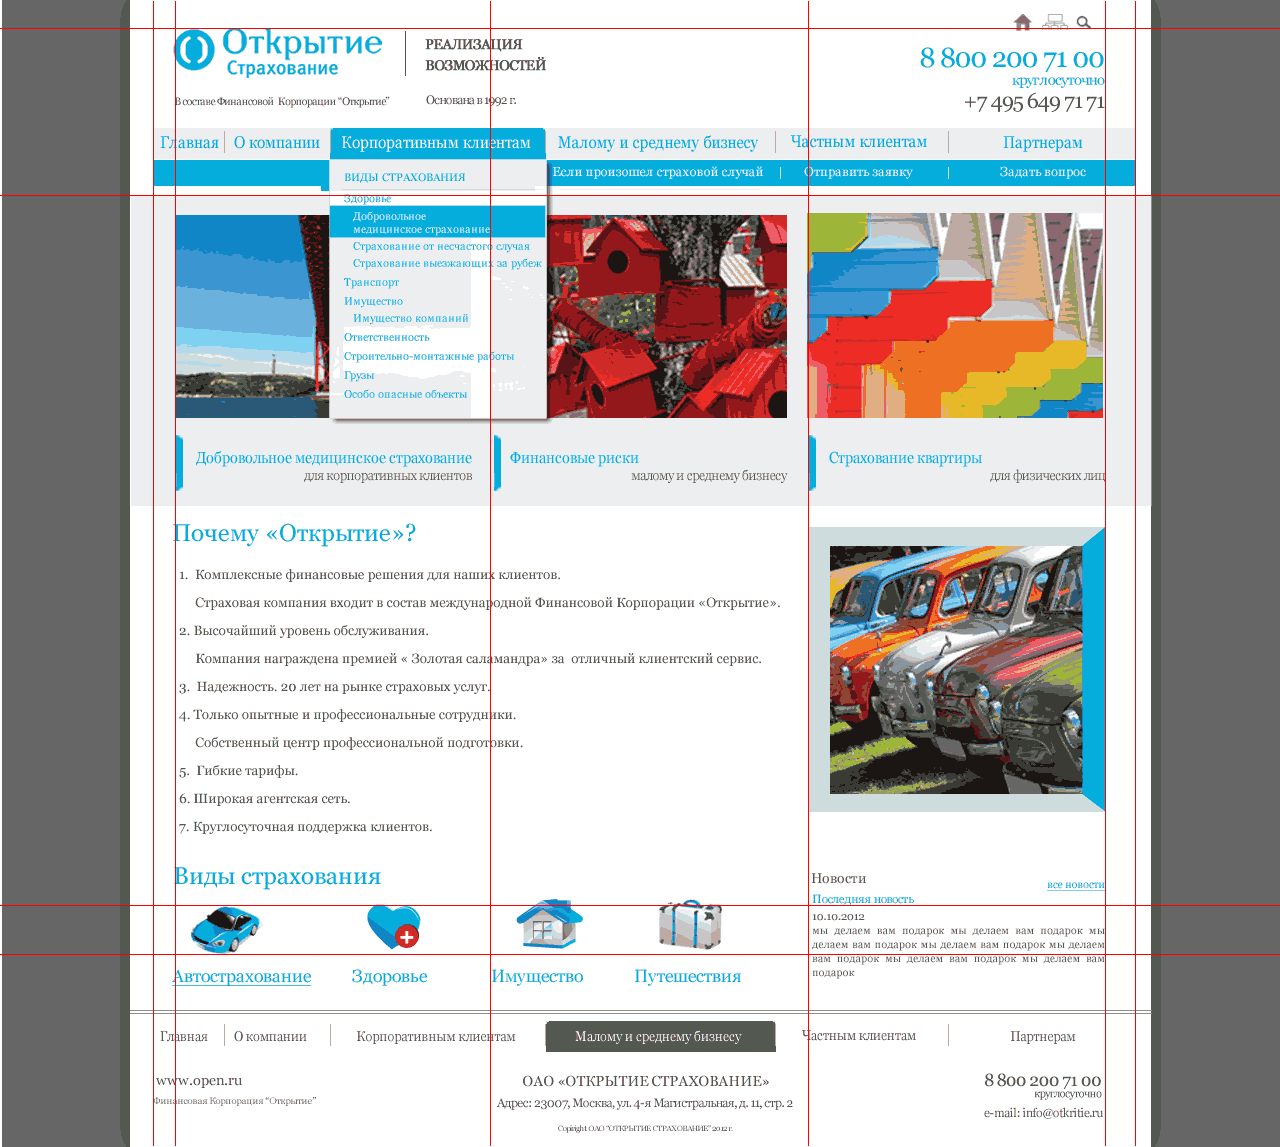 Открытие
Страхование
РЕАЛИЗАЦИЯ
ВОЗМОЖНОСТЕЙ
В составе Финансовой Корпорации “Открытие”
Основана в 1992 г.
8 800 200 71 00
круглосуточно
+7 495 649 71 71
Главная О компании Корпоративным клиентам Малому и среднему бизнесу Частным клиентам Партнерам
Если произошел страховой случай Отправить заявку Задать вопрос
ВИДЫ СТРАХОВАНИЯ
Здоровье
Добровольное
медицинское страхование
Страхование от несчастого случая
Страхование выезжающих за рубеж
Транспорт
Имущество
Имущество компаний
Ответственность
Строительно-монтажные работы
Грузы
Особо опасные объекты
Добровольное медицинское страхование
для корпоративных клиентов
Финансовые риски
малому и среднему бизнесу
Страхование квартиры
для физических лиц
Почему «Открытие»?
1. Комплексные финансовые решения для наших клиентов.
Страховая компания входит в состав международной Финансовой Корпорации «Открытие».
2. Высочайший уровень обслуживания.
Компания награждена премией « Золотая саламандра» за отличный клиентский сервис.
3. Надежность. 20 лет на рынке страховых услуг.
4. Только опытные и профессиональные сотрудники.
Собственный центр профессиональной подготовки.
5. Гибкие тарифы.
6. Широкая агентская сеть.
7. Круглосуточная поддержка клиентов.
Виды страхования
Автострахование Здоровье Имущество Путешествия
Новости
все новости
Последняя новость
10.10.2012
мы делаем вам подарок мы делаем вам подарок мы
делаем вам подарок мы делаем вам подарок мы делаем
вам подарок мы делаем вам подарок мы делаем вам
подарок
Главная О компании Корпоративным клиентам Малому и среднему бизнесу Частным клиентам Партнерам
www.open.ru
Финансовая Корпорация “Открытие”
ОАО «ОТКРЫТИЕ СТРАХОВАНИЕ»
Адрес: 23007, Москва, ул. 4-я Магистральная, д. 11, стр. 2
Copiright ОАО “ОТКРЫТИЕ СТРАХОВАНИЕ” 2012 г.
8 800 200 71 00
круглосуточно
e-mail: info@otkritie.ru